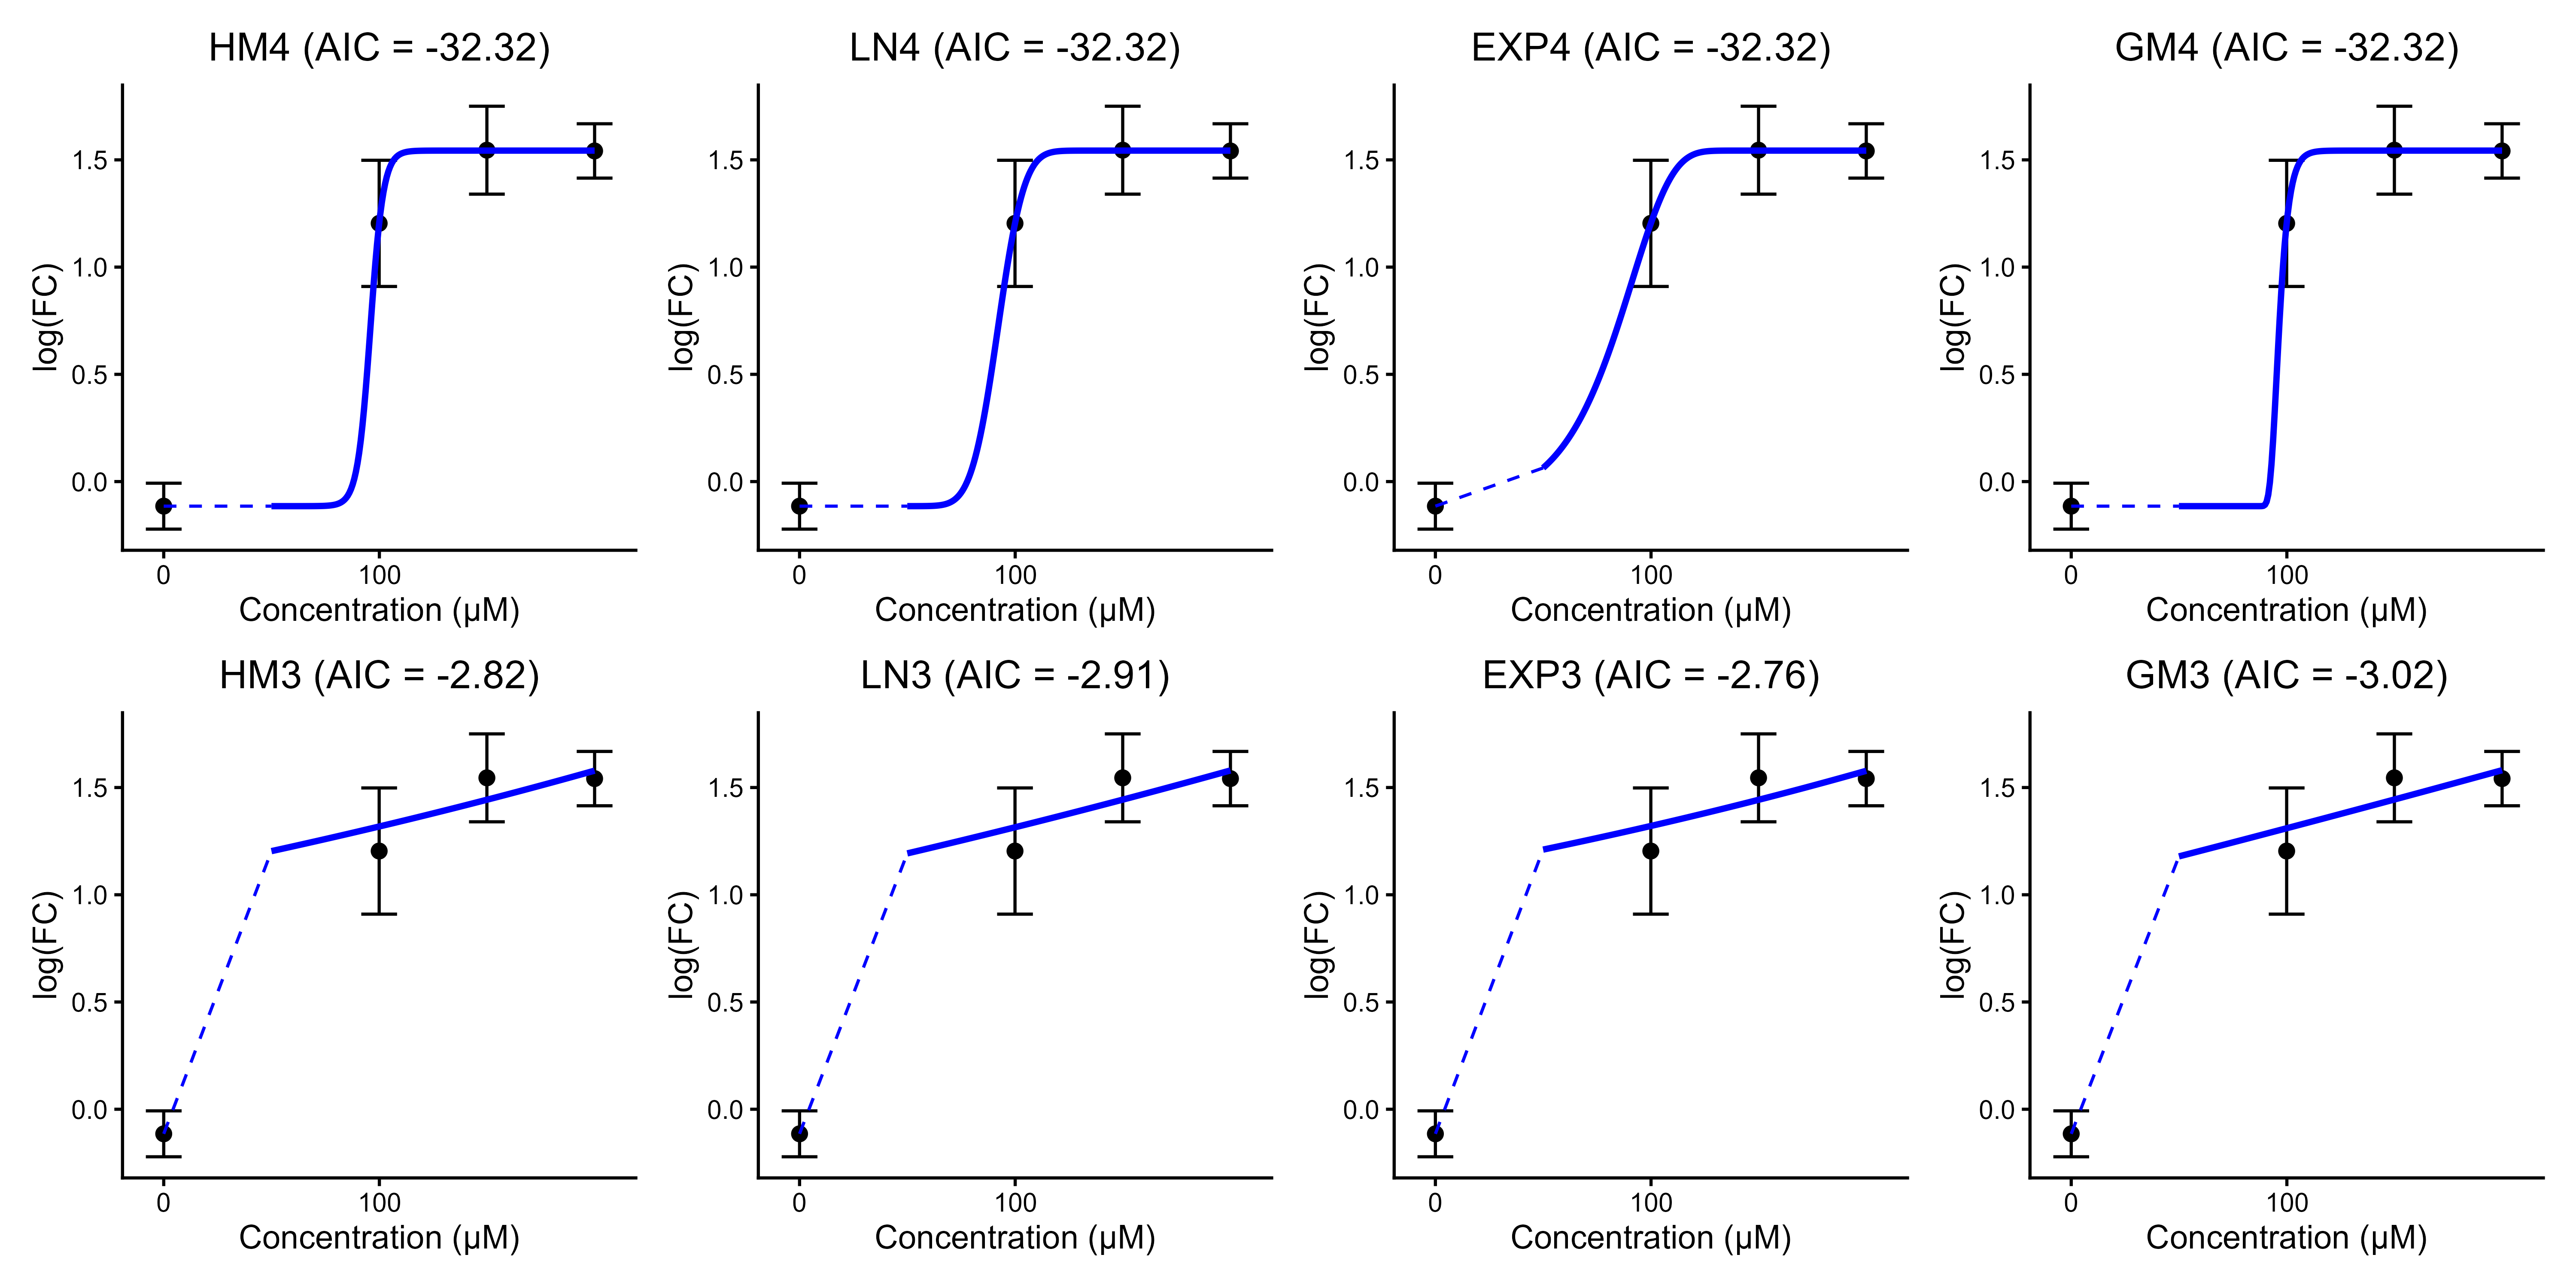 HM4 (AIC = -32.32)
LN4 (AIC = -32.32)
EXP4 (AIC = -32.32)
GM4 (AIC = -32.32)
log(FC)
1.5
1.0
0.5
0.0
0
100
Concentration (µM)
log(FC)
1.5
1.0
0.5
0.0
0
100
Concentration (µM)
log(FC)
1.5
1.0
0.5
0.0
0
100
Concentration (µM)
log(FC)
1.5
1.0
0.5
0.0
0
100
Concentration (µM)
HM3 (AIC = -2.82)
LN3 (AIC = -2.91)
EXP3 (AIC = -2.76)
GM3 (AIC = -3.02)
log(FC)
1.5
1.0
0.5
0.0
0
100
Concentration (µM)
log(FC)
1.5
1.0
0.5
0.0
0
100
Concentration (µM)
log(FC)
1.5
1.0
0.5
0.0
0
100
Concentration (µM)
log(FC)
1.5
1.0
0.5
0.0
0
100
Concentration (µM)